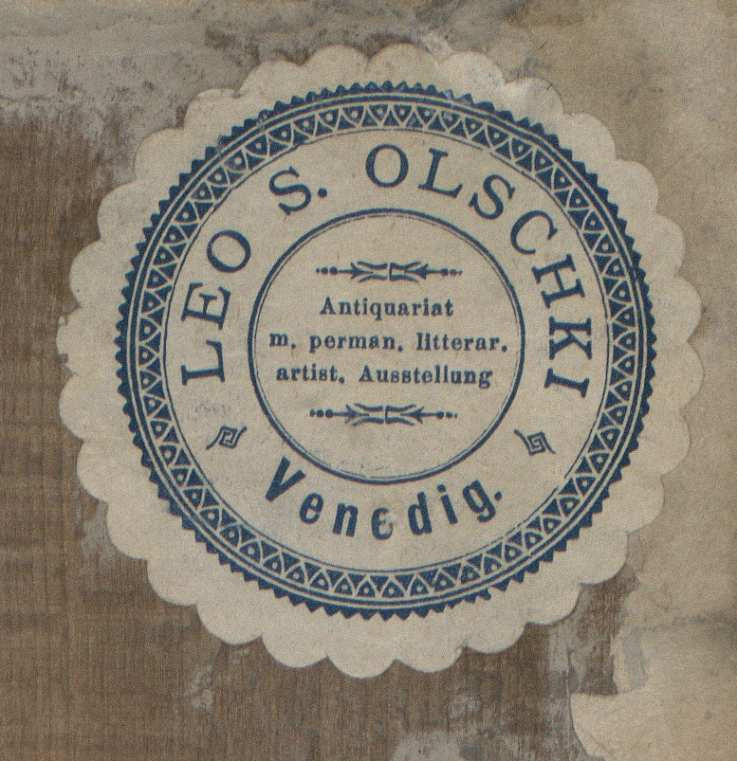 LEO S. OLSCHKI
Antiquariat
m. perman. litterar.
artist. Ausstellung
Venedig.